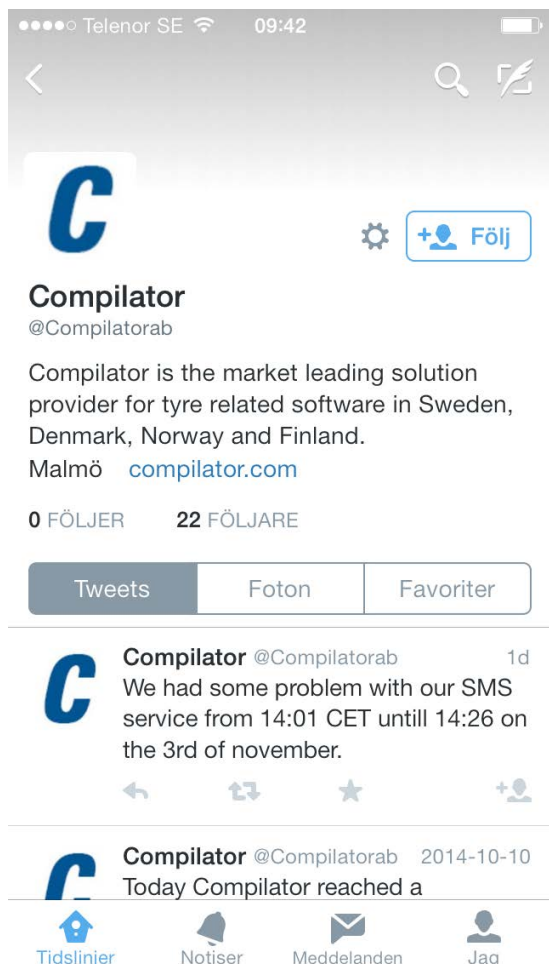 Telenor SE 09:42
C
Följ
Compilator
@Compilatorab
Compilator is the market leading solution
provider for tyre related software in Sweden,
Denmark, Norway and Finland.
Malmö compilator.com
0 FÖLJER 22 FÖLJARE
Tweets Foton Favoriter
C
Compilator @Compilatorab 1d
We had some problem with our SMS
service from 14:01 CET untill 14:26 on
the 3rd of november.
C
Compilator @Compilatorab 2014-10-10
Today Compilator reached a
Tidslinjer Notiser Meddelanden Jag